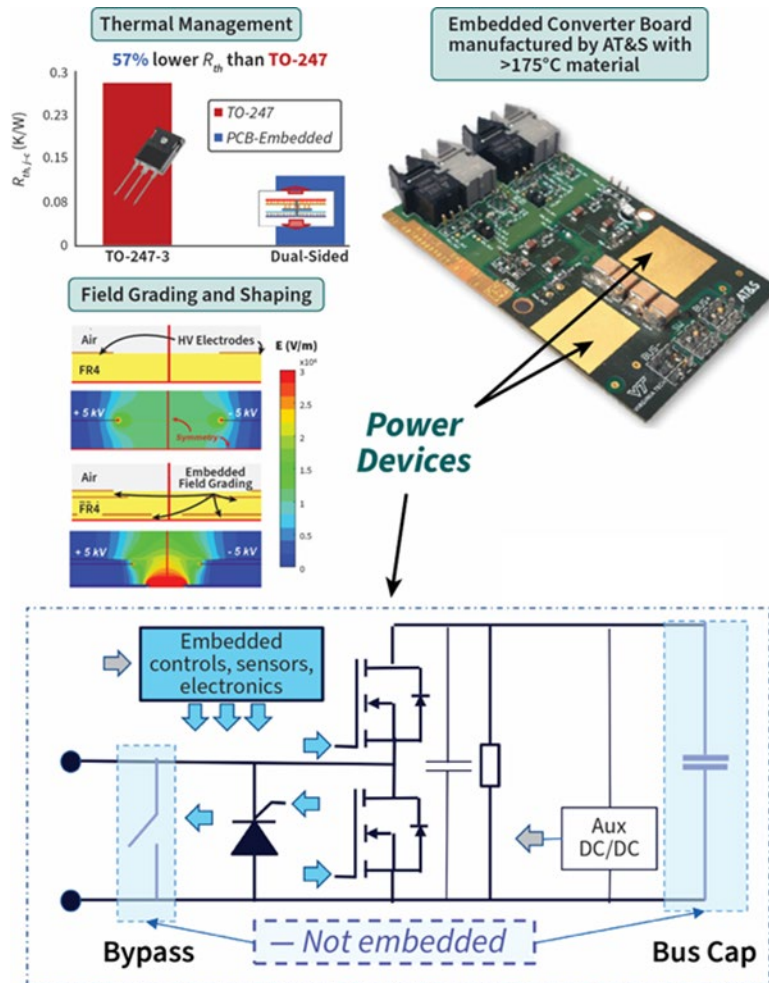 Thermal Management
57% lower Rth than TO-247
0.3
0.23
0.15
0.08
0
Rth,j-c (K/W)
TO-247
PCB-Embedded
TO-247-3
Dual-Sided
Embedded Converter Board
manufactured by AT&S with
>175°C material
AT&S
BUS+
SW
BUS-
Field Grading and Shaping
Air
HV Electrodes
FR4
E (V/m)
x10⁶
3
2.5
2
1.5
1
0.5
0
+ 5 kV
- 5 kV
Symmetry
Air
Embedded
Field Grading
FR4
+ 5 kV
- 5 kV
Power
Devices
Embedded
controls, sensors,
electronics
Aux
DC/DC
Bypass
— Not embedded
Bus Cap